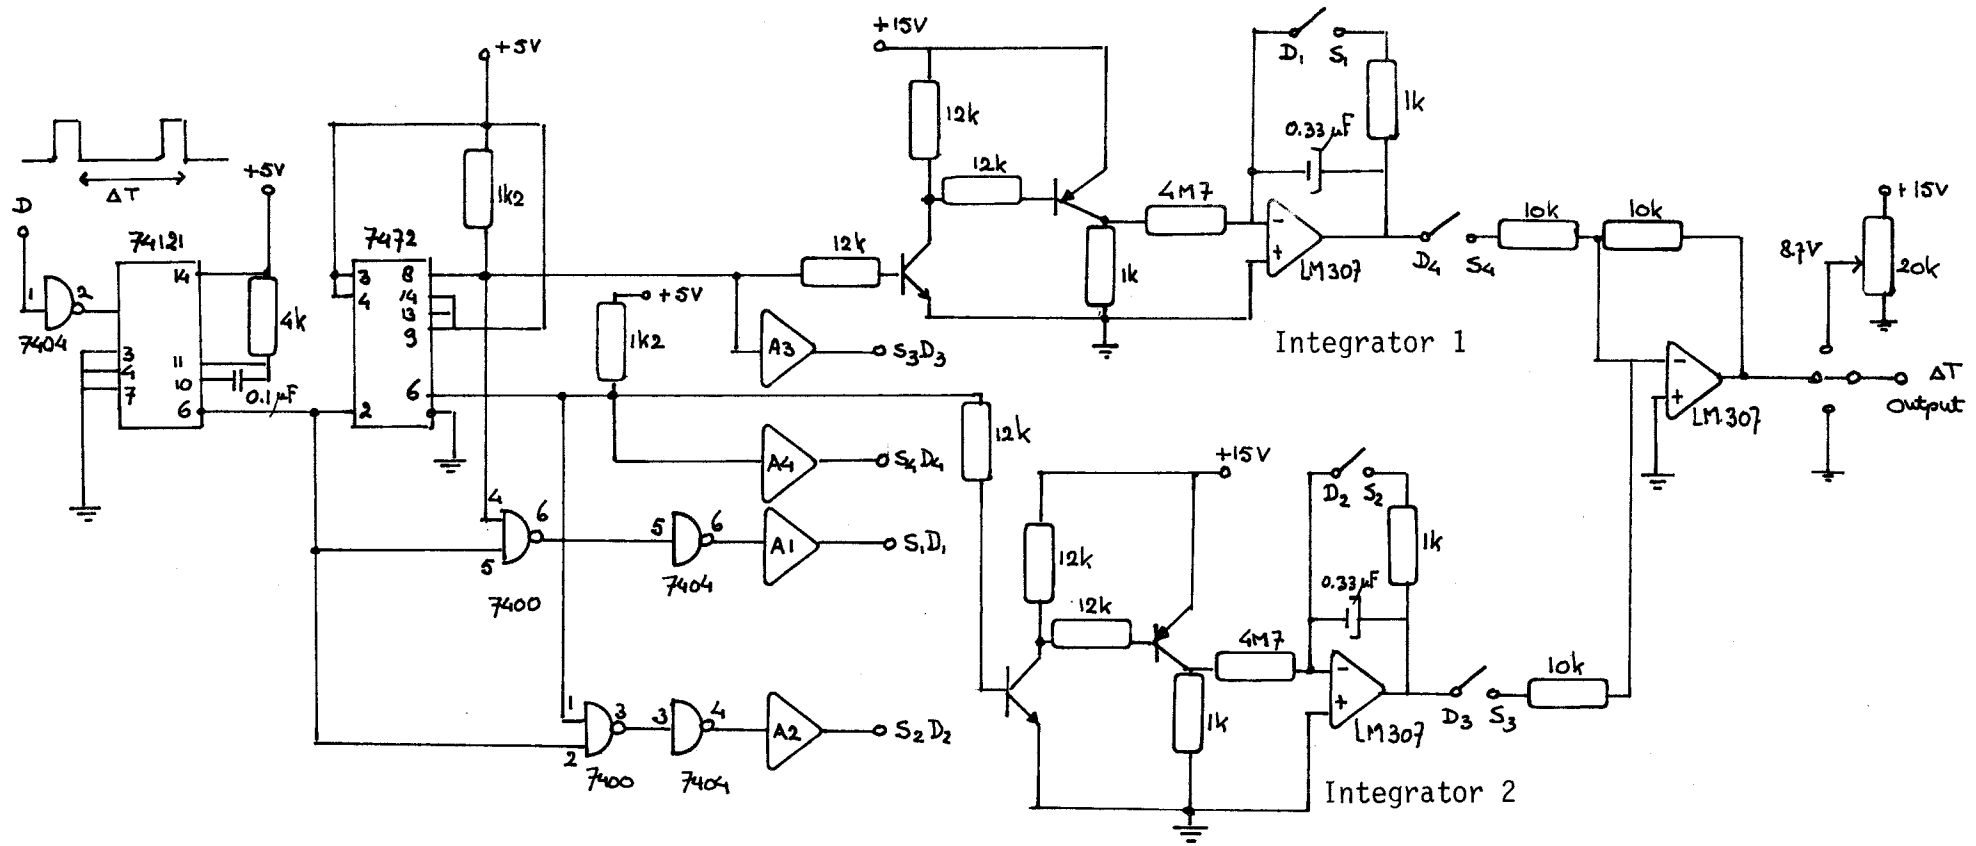 +5V
+15V
D₁ S₁
1k
12k
0.33µF
ΔT
+5V
1k2
12k
4M7
+15V
D
74121
7472
12k
10k
10k
8.7V
20k
14
3
8
4
14
13
9
LM307
D₄ S₄
1k
1
2
7404
4k
+5V
1k2
A3
S₃D₃
Integrator 1
3
4
7
11
10
0.1µF
6
2
6
LM307
ΔT
output
12k
A4
S₄D₄
+15V
D₂ S₂
4
5
6
5
6
A1
S₁D₁
12k
1k
7400
7404
0.33µF
12k
4M7
10k
1
2
3
3
4
A2
S₂D₂
1k
LM307
D₃ S₃
7400
7404
Integrator 2